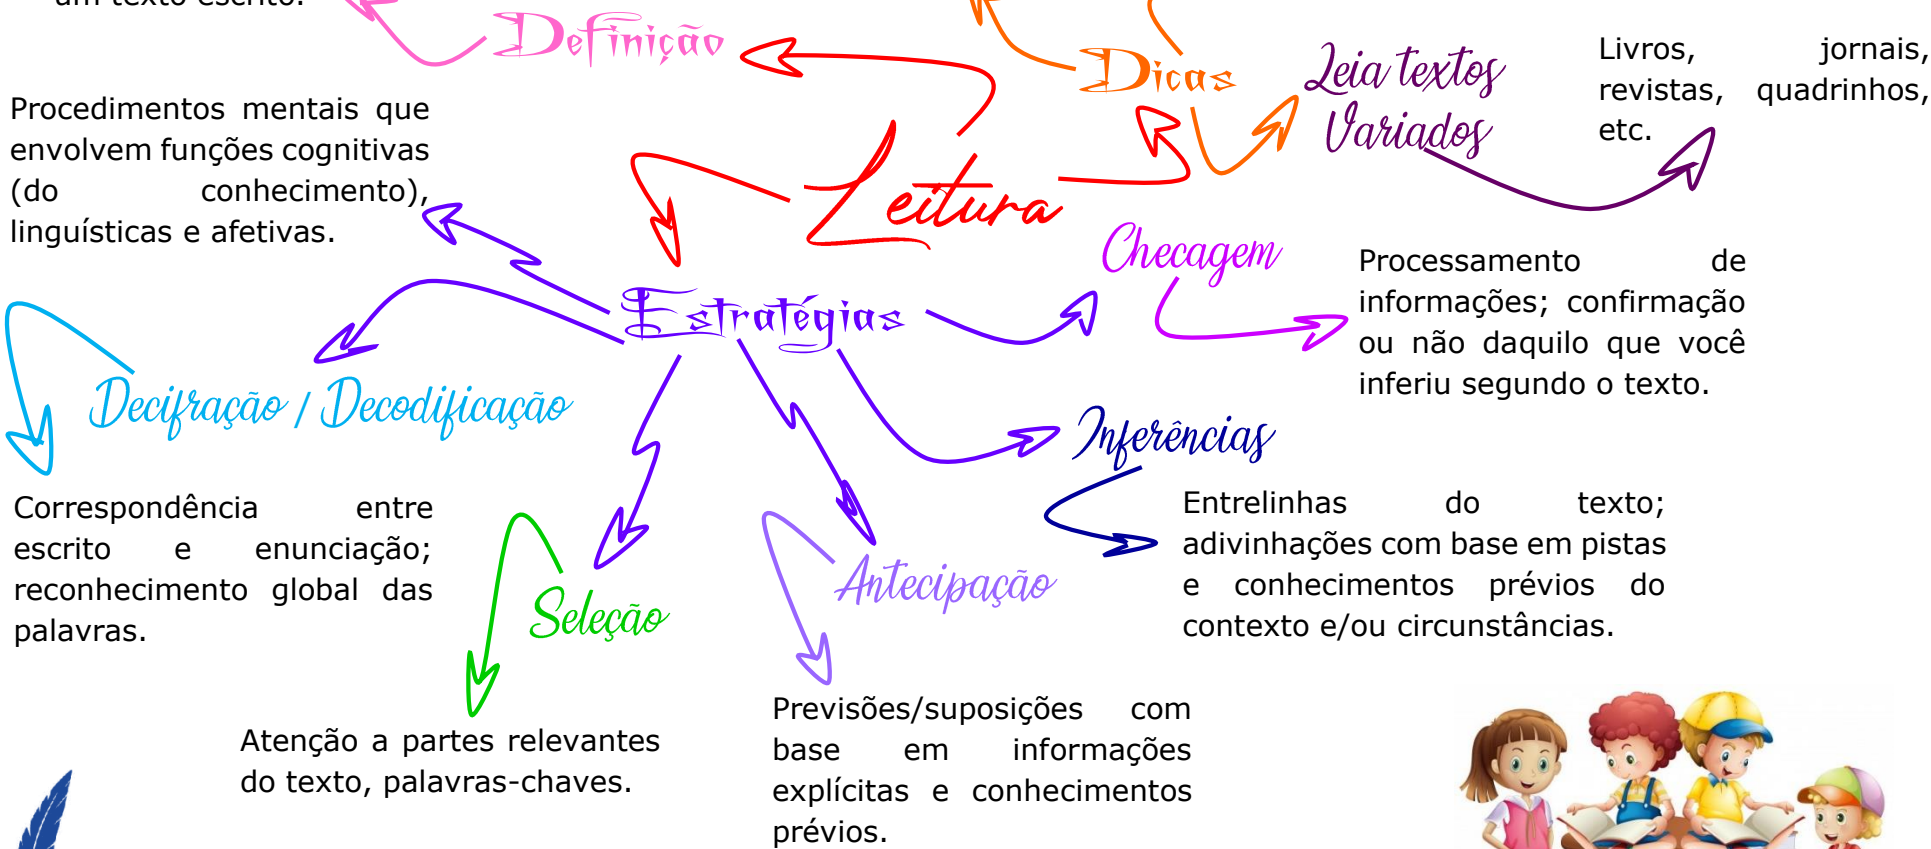 um texto escrito.
Definição
Dicas
Leia textos
Variados
Livros, jornais,
revistas, quadrinhos,
etc.
Procedimentos mentais que
envolvem funções cognitivas
(do conhecimento),
linguísticas e afetivas.
Leitura
Estratégias
Checagem
Processamento de
informações; confirmação
ou não daquilo que você
inferiu segundo o texto.
Decifração / Decodificação
Correspondência entre
escrito e enunciação;
reconhecimento global das
palavras.
Seleção
Atenção a partes relevantes
do texto, palavras-chaves.
Antecipação
Previsões/suposições com
base em informações
explícitas e conhecimentos
prévios.
Inferências
Entrelinhas do texto;
adivinhações com base em pistas
e conhecimentos prévios do
contexto e/ou circunstâncias.